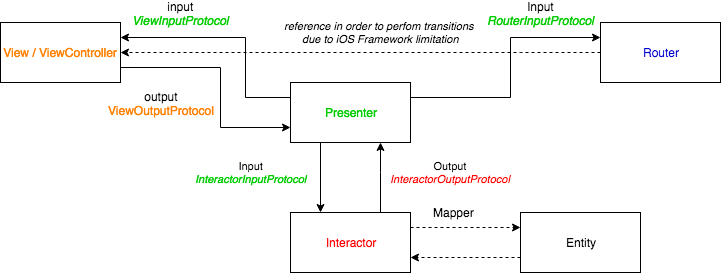 input
ViewInputProtocol
reference in order to perfom transitions
due to iOS Framework limitation
input
RouterInputProtocol
View / ViewController
Router
output
ViewOutputProtocol
Presenter
Input
InteractorInputProtocol
Output
InteractorOutputProtocol
Mapper
Interactor
Entity